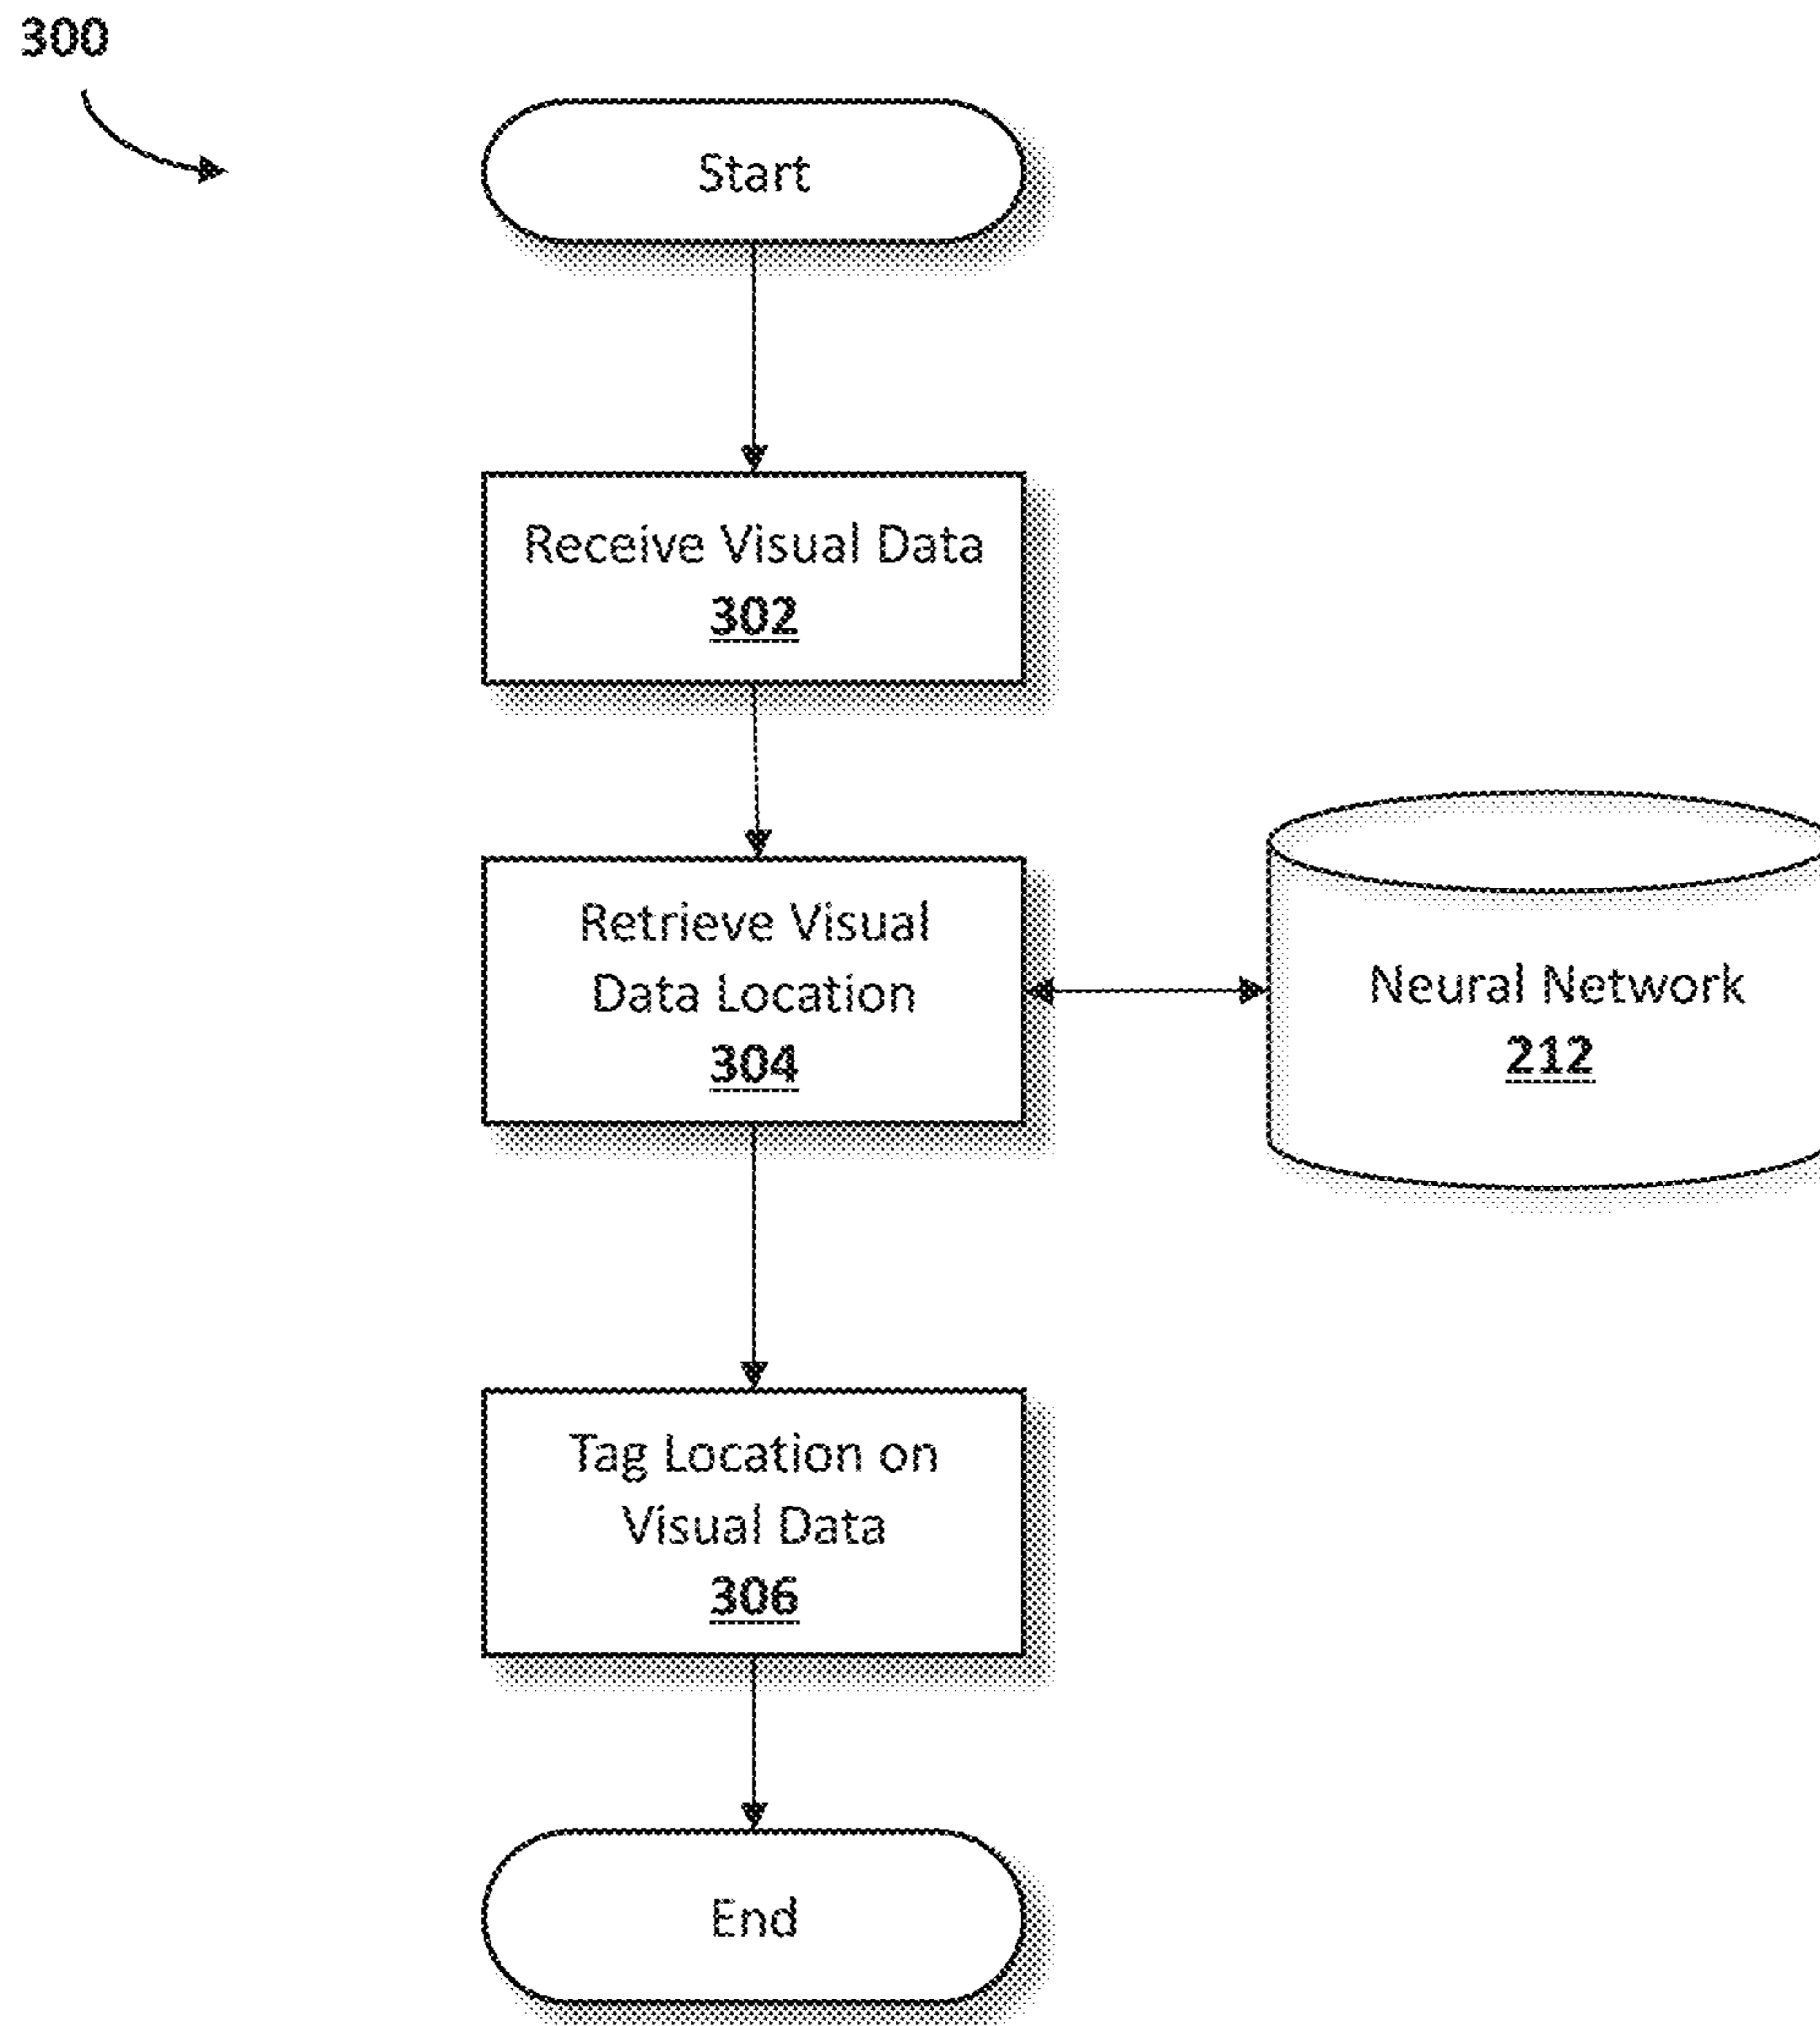 300
Start
Receive Visual Data
302
Retrieve Visual
Data Location
304
Neural Network
212
Tag Location on
Visual Data
306
End